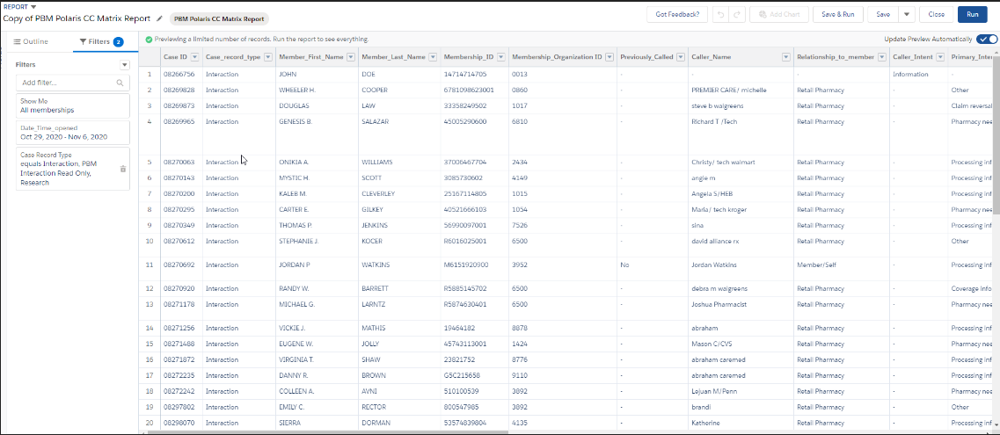 REPORT
Copy of PBM Polaris CC Matrix Report PBM Polaris CC Matrix Report Got Feedback? Add Chart Save & Run Save Close Run
Outline Filters 2 Previewing a limited number of records. Run the report to see everything. Update Preview Automatically
Filters
Add filter...
Show Me
All memberships
Date_Time_opened
Oct 29, 2020 - Nov 6, 2020
Case Record Type
equals Interaction, PBM
Interaction Read Only,
Research
Case ID Case_record_type Member_First_Name Member_Last_Name Membership_ID Membership_Organization ID Previously_Called Caller_Name Relationship_to_member Caller_Intent Primary_Inte
1 08266756 Interaction JOHN DOE 14714714705 0013 - - - Information -
2 08269828 Interaction WHEELER H. COOPER 6781098623001 0860 - PREMIER CARE/ michelle Retail Pharmacy - Other
3 08269873 Interaction DOUGLAS LAW 33358249502 1017 - steve b walgreens Retail Pharmacy - Claim reversal
4 08269965 Interaction GENESIS B. SALAZAR 45005290600 6810 - Richard T /Tech Retail Pharmacy - Pharmacy nee
5 08270063 Interaction ONIKIA A. WILLIAMS 37006467704 2434 - Christy/ tech walmart Retail Pharmacy - Processing inf
6 08270143 Interaction MYSTIC H. SCOTT 3085730602 4149 - angie m Retail Pharmacy - Processing inf
7 08270200 Interaction KALEB M. CLEVERLEY 25167114805 1015 - Angela S/HEB Retail Pharmacy - Processing inf
8 08270295 Interaction CARTER E. GILKEY 40521666103 1054 - Maria/ tech kroger Retail Pharmacy - Pharmacy nee
9 08270349 Interaction THOMAS P. JENKINS 56990097001 7526 - sina Retail Pharmacy - Processing inf
10 08270612 Interaction STEPHANIE J. KOCER R6016025001 6500 - david alliance rx Retail Pharmacy - Other
11 08270692 Interaction JORDAN P WATKINS M6151920900 3952 No Jordan Watkins Member/Self - Processing inf
12 08270920 Interaction RANDY W. BARRETT R5885145702 6500 - debra m walgreens Retail Pharmacy - Coverage info
13 08271178 Interaction MICHAEL G. LARNTZ R5874630401 6500 - Joshua Pharmacist Retail Pharmacy - Pharmacy nee
14 08271256 Interaction VICKIE J. MATHIS 19464182 8878 - abraham Retail Pharmacy - Processing inf
15 08271488 Interaction EUGENE W. JOLLY 45743113001 1424 - Mason C/CVS Retail Pharmacy - Processing inf
16 08271872 Interaction VIRGINIA T. SHAW 23821752 8776 - abraham caremed Retail Pharmacy - Processing inf
17 08272235 Interaction DANNY R. BROWN G5C215658 9110 - abraham caremed Retail Pharmacy - Processing inf
18 08272242 Interaction COLLEEN A. AVNI 510100539 3892 - Lejuan M/Penn Retail Pharmacy - Pharmacy nee
19 08297802 Interaction EMILY C. RECTOR 800547985 3892 - brandi Retail Pharmacy - Other
20 08298070 Interaction SIERRA DORMAN 53574839804 4135 - Katherine Retail Pharmacy - Processing inf